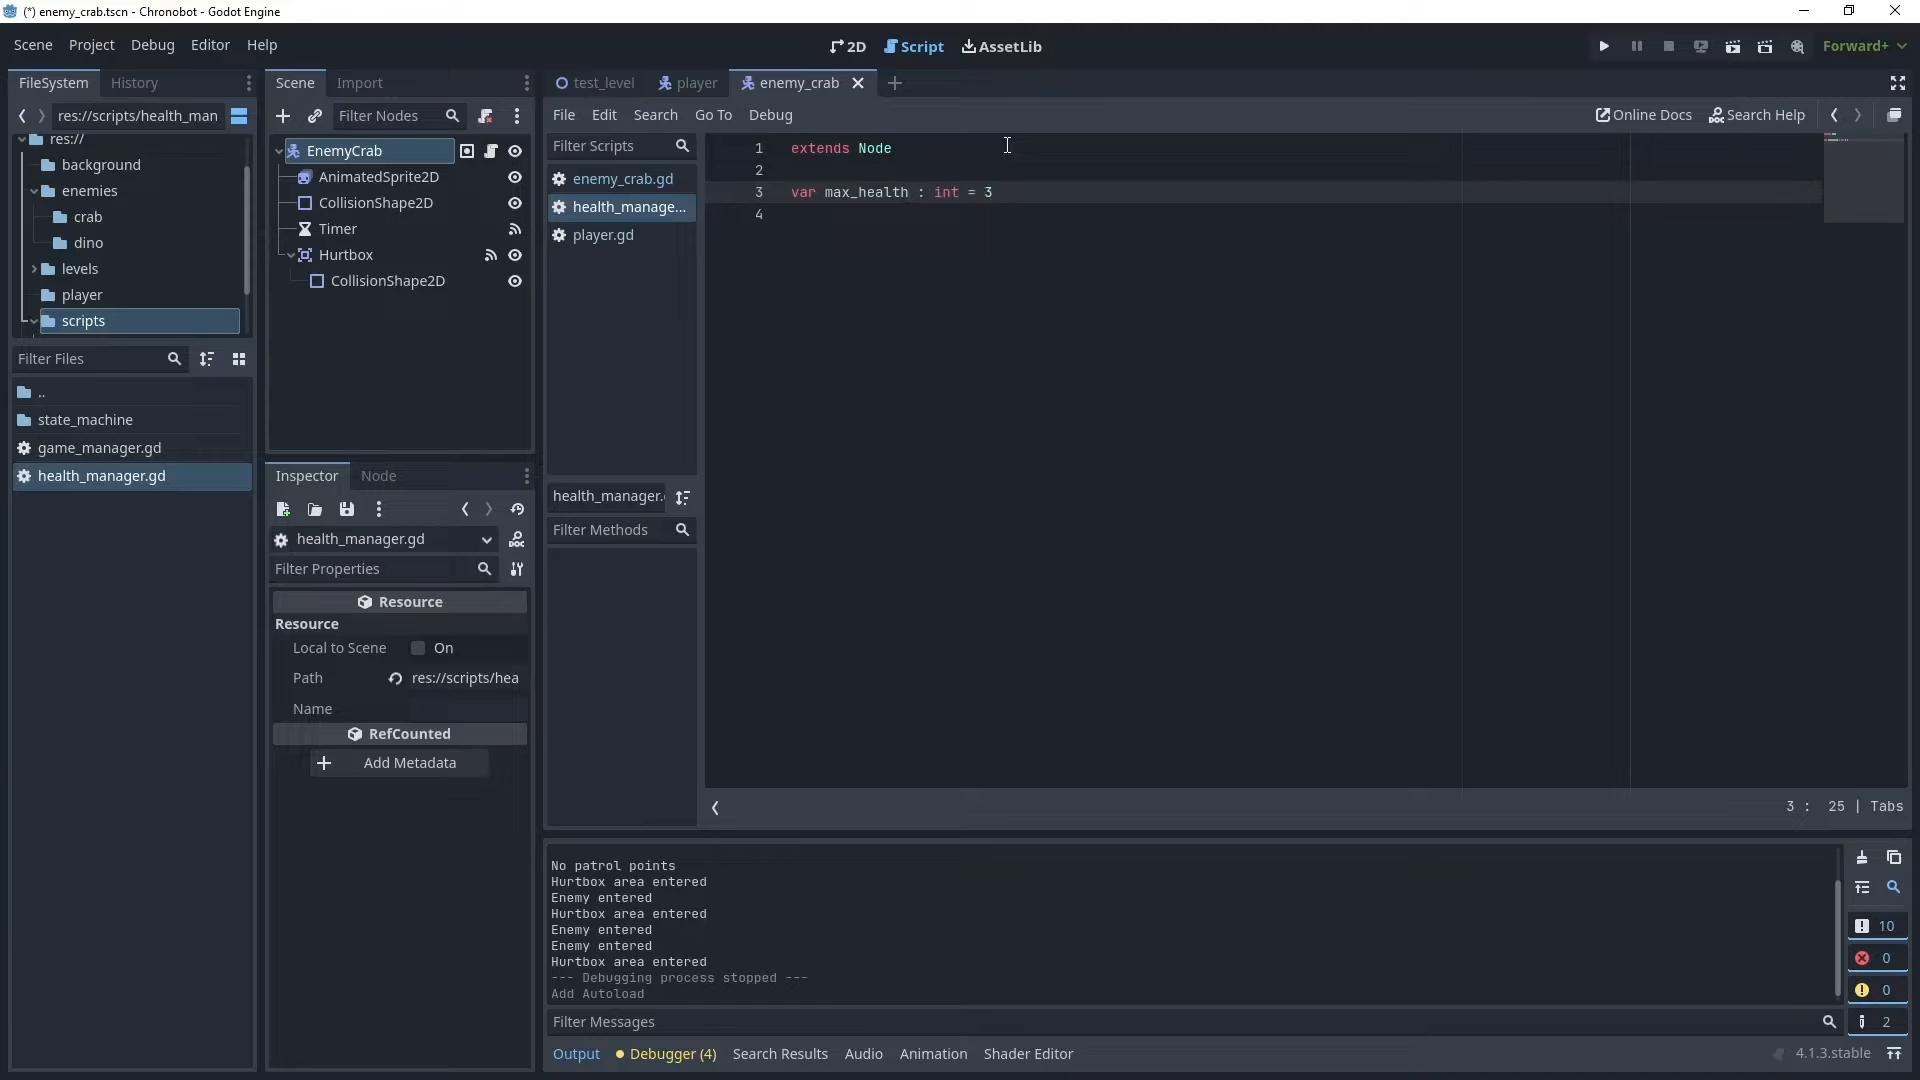 (*) enemy_crab.tscn - Chronobot - Godot Engine
Scene Project Debug Editor Help
2D Script AssetLib
Forward+
FileSystem History
Scene Import
test_level player enemy_crab
res://scripts/health_man
Filter Nodes
File Edit Search Go To Debug
Online Docs Search Help
res://
background
enemies
crab
dino
levels
player
scripts
Filter Files
..
state_machine
game_manager.gd
health_manager.gd
EnemyCrab
AnimatedSprite2D
CollisionShape2D
Timer
Hurtbox
CollisionShape2D
Inspector Node
health_manager.gd
Filter Properties
Resource
Resource
Local to Scene On
Path res://scripts/hea
Name
RefCounted
Add Metadata
Filter Scripts
enemy_crab.gd
health_manage...
player.gd
health_manager.
Filter Methods
1 extends Node
2
3 var max_health : int = 3
4
3 : 25 | Tabs
No patrol points
Hurtbox area entered
Enemy entered
Hurtbox area entered
Enemy entered
Enemy entered
Hurtbox area entered
--- Debugging process stopped ---
Add Autoload
10
0
0
2
Filter Messages
Output Debugger (4) Search Results Audio Animation Shader Editor
4.1.3.stable